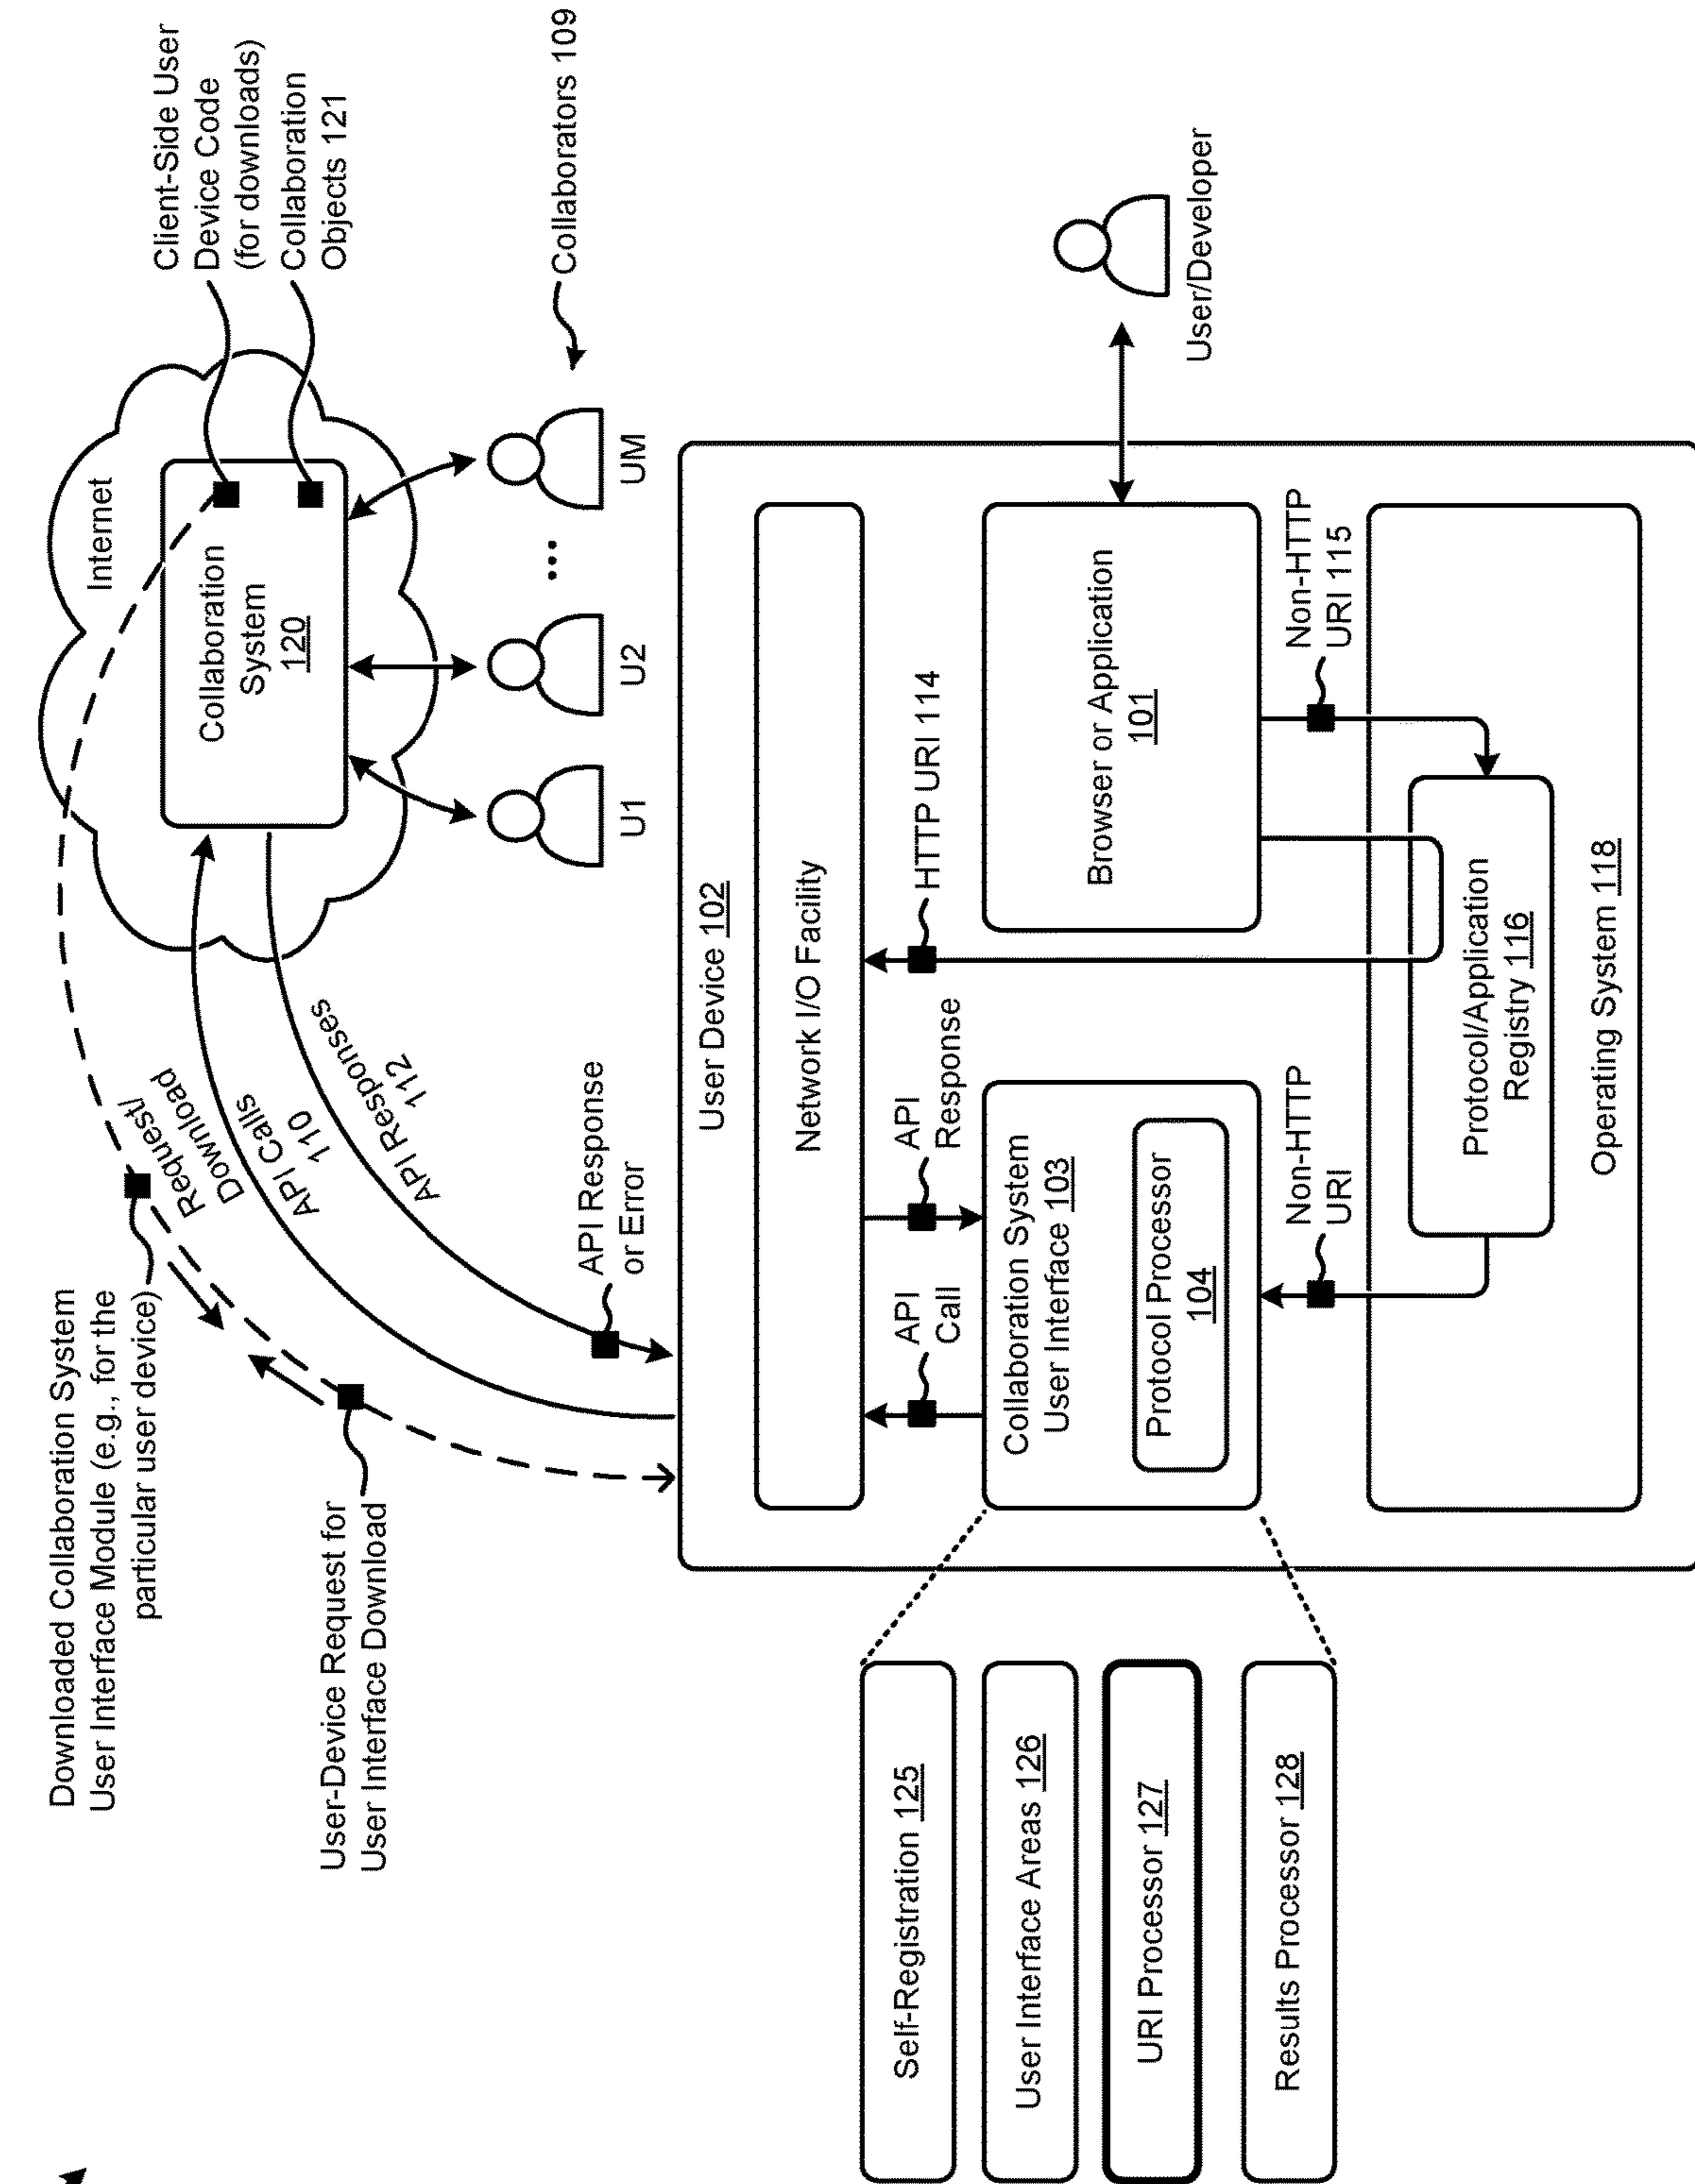 Downloaded Collaboration System
User Interface Module (e.g., for the
particular user device)
User-Device Request for
User Interface Download
Request/
Download
API Calls
110
API Responses
112
API Response
or Error
Internet
Collaboration
System
120
Client-Side User
Device Code
(for downloads)
Collaboration
Objects 121
U1
U2
...
UM
Collaborators 109
User Device 102
Network I/O Facility
API
Call
API
Response
HTTP URI 114
Collaboration System
User Interface 103
Protocol Processor
104
Browser or Application
101
User/Developer
Non-HTTP
URI
Non-HTTP
URI 115
Protocol/Application
Registry 116
Operating System 118
Self-Registration 125
User Interface Areas 126
URI Processor 127
Results Processor 128